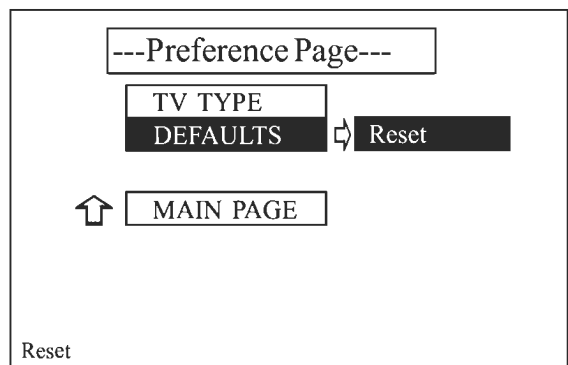 ---Preference Page---
TV TYPE
DEFAULTS
Reset
MAIN PAGE
Reset